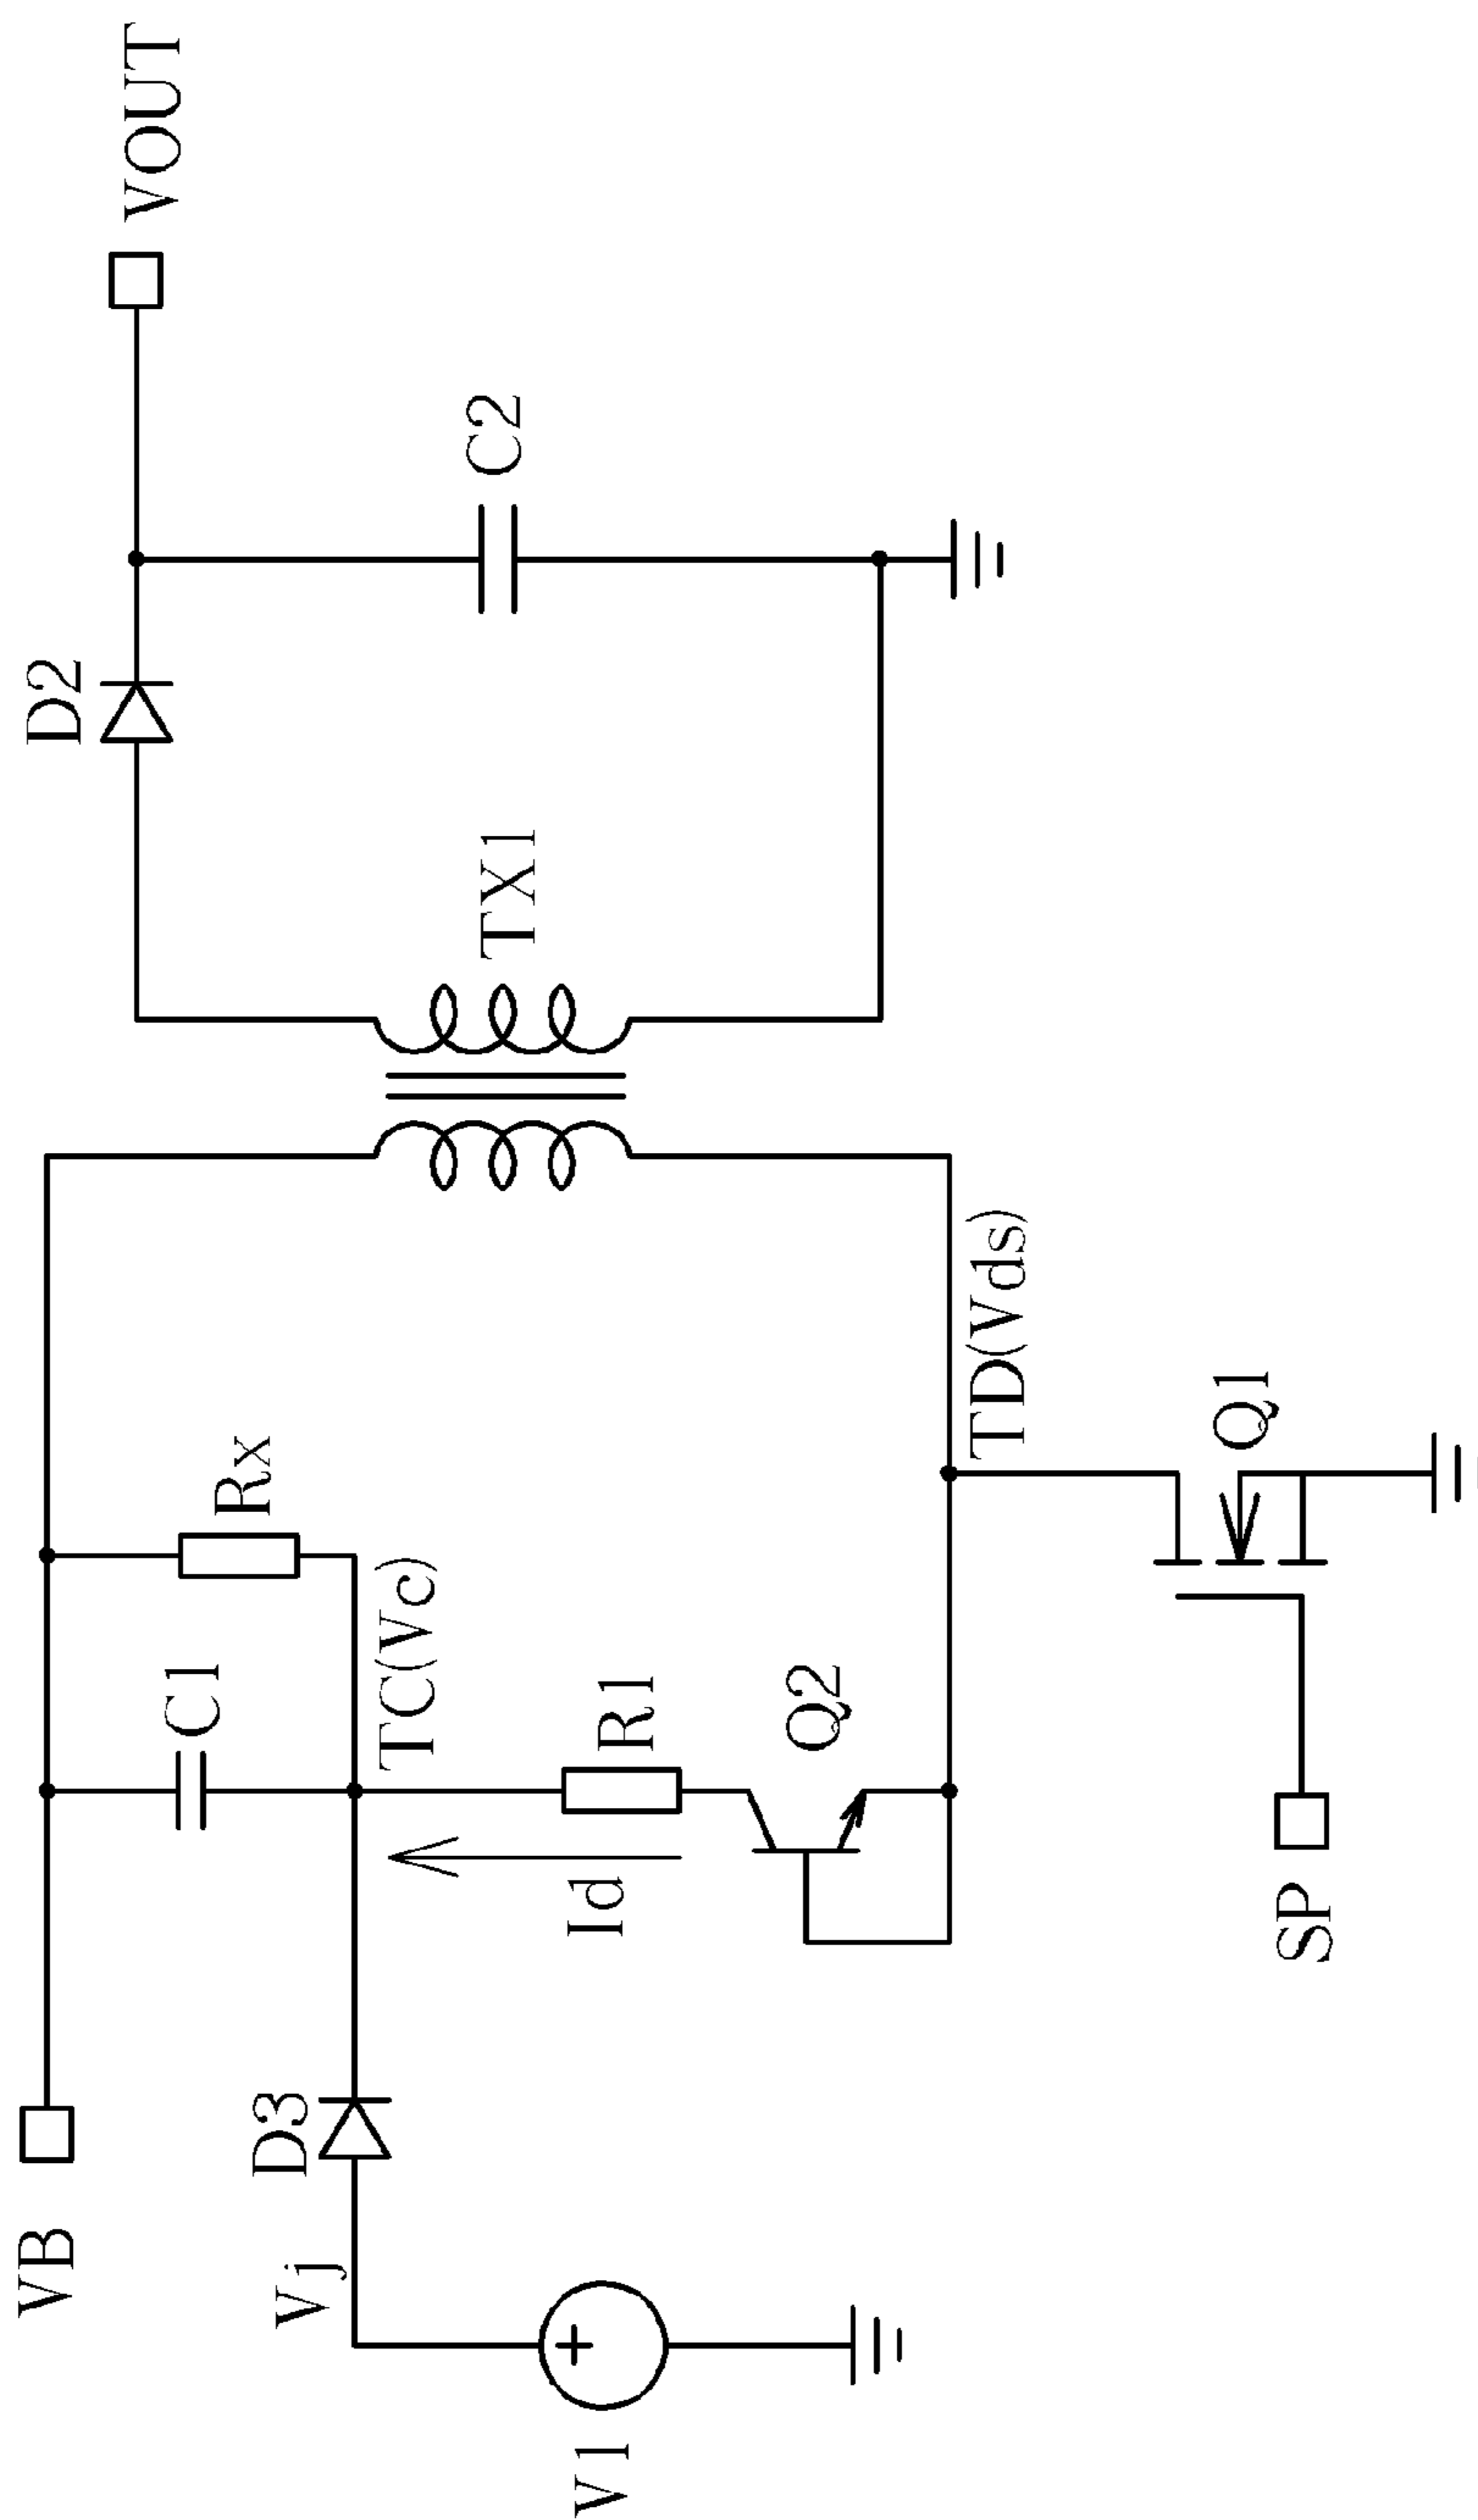 VOUT
D2
C2
TX1
TD(Vds)
Q1
Rx
TC(Vc)
C1
R1
Q2
Id
SP
D3
VB
Vj
+
V1